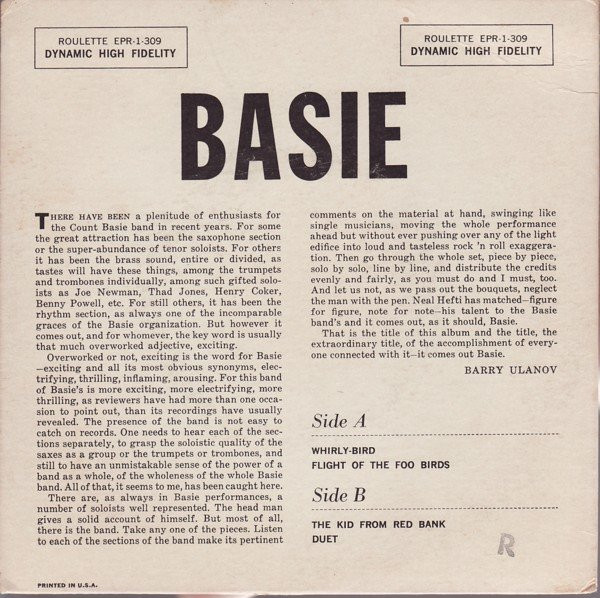 ROULETTE EPR-1-309
DYNAMIC HIGH FIDELITY
ROULETTE EPR-1-309
DYNAMIC HIGH FIDELITY
BASIE
THERE HAVE BEEN a plenitude of enthusiasts for
the Count Basie band in recent years. For some
the great attraction has been the saxophone section
or the super-abundance of tenor soloists. For others
it has been the brass sound, entire or divided, as
tastes will have these things, among the trumpets
and trombones individually, among such gifted solo-
ists as Joe Newman, Thad Jones, Henry Coker,
Benny Powell, etc. For still others, it has been the
rhythm section, as always one of the incomparable
graces of the Basie organization. But however it
comes out, and for whomever, the key word is usually
that much overworked adjective, exciting.
Overworked or not, exciting is the word for Basie
—exciting and all its most obvious synonyms, elec-
trifying, thrilling, inflaming, arousing. For this band
of Basie's is more exciting, more electrifying, more
thrilling, as reviewers have had more than one occa-
sion to point out, than its recordings have usually
revealed. The presence of the band is not easy to
catch on records. One needs to hear each of the sec-
tions separately, to grasp the soloistic quality of the
saxes as a group or the trumpets or trombones, and
still to have an unmistakable sense of the power of a
band as a whole, of the wholeness of the whole Basie
band. All of that, it seems to me, has been caught here.
There are, as always in Basie performances, a
number of soloists well represented. The head man
gives a solid account of himself. But most of all,
there is the band. Take any one of the pieces. Listen
to each of the sections of the band make its pertinent
comments on the material at hand, swinging like
single musicians, moving the whole performance
ahead but without ever pushing over any of the light
edifice into loud and tasteless rock 'n roll exaggera-
tion. Then go through the whole set, piece by piece,
solo by solo, line by line, and distribute the credits
evenly and fairly, as you must do and I must, too.
And let us not, as we pass out the bouquets, neglect
the man with the pen. Neal Hefti has matched—figure
for figure, note for note—his talent to the Basie
band's and it comes out, as it should, Basie.
That is the title of this album and the title, the
extraordinary title, of the accomplishment of every-
one connected with it—it comes out Basie.
BARRY ULANOV
Side A
WHIRLY-BIRD
FLIGHT OF THE FOO BIRDS
Side B
THE KID FROM RED BANK
DUET
R
PRINTED IN U.S.A.